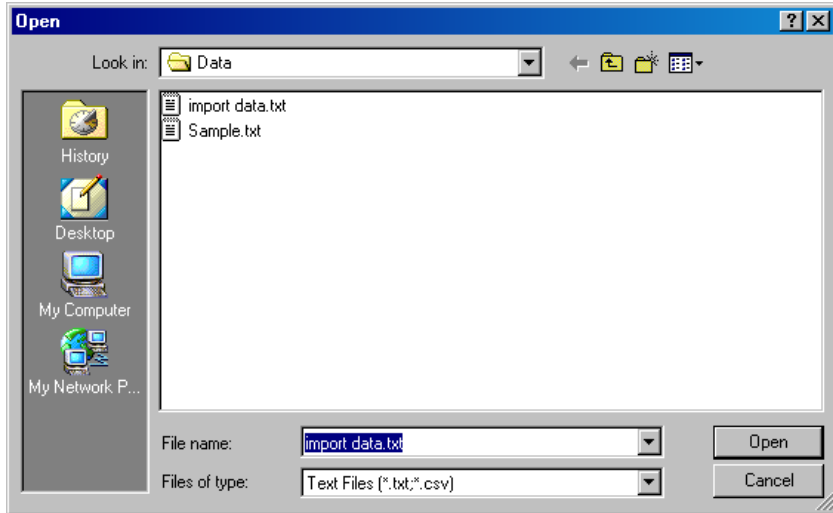 Open
Look in: Data
import data.txt
Sample.txt
History
Desktop
My Computer
My Network P...
File name: import data.txt Open
Files of type: Text Files (*.txt;*.csv) Cancel